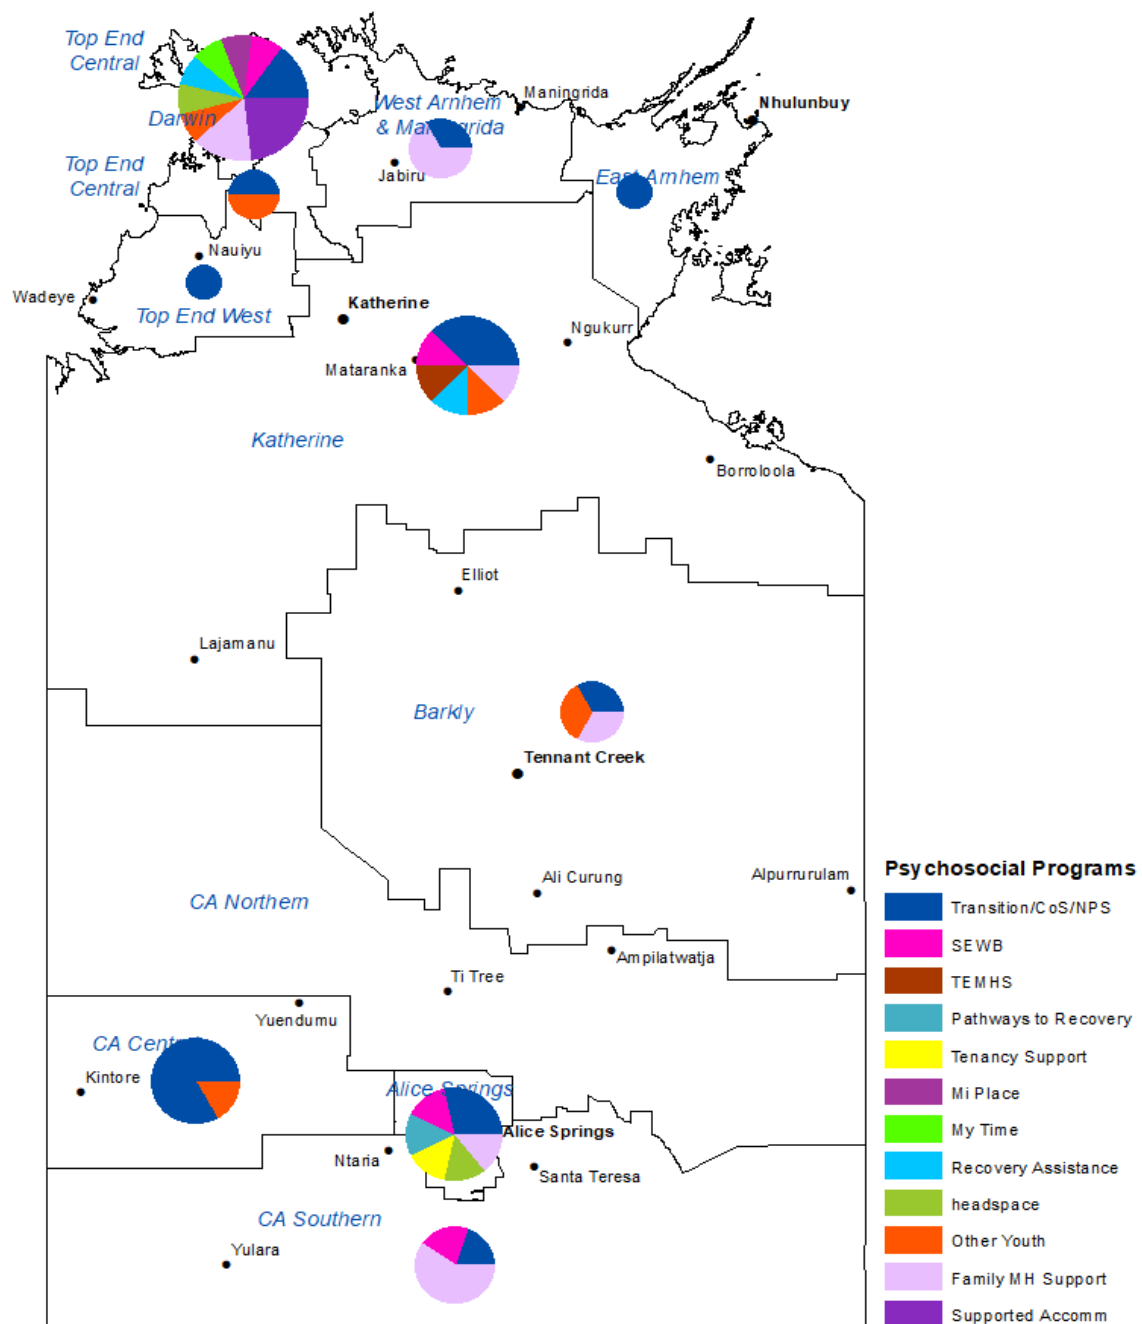 Top End
Central
Darwin
West Arnhem
& Maningrida
Maningrida
Nhulunbuy
Jabiru
East Arnhem
Top End
Central
Nauiyu
Wadeye
Top End West
Katherine
Ngukurr
Mataranka
Katherine
Borroloola
Elliot
Lajamanu
Barkly
Tennant Creek
Ali Curung
Alpurrurulam
CA Northern
Ampilatwatja
Ti Tree
Yuendumu
CA Central
Kintore
Alice Springs
Alice Springs
Ntaria
Santa Teresa
CA Southern
Yulara
Psychosocial Programs
Transition/CoS/NPS
SEWB
TEMHS
Pathways to Recovery
Tenancy Support
Mi Place
My Time
Recovery Assistance
headspace
Other Youth
Family MH Support
Supported Accomm